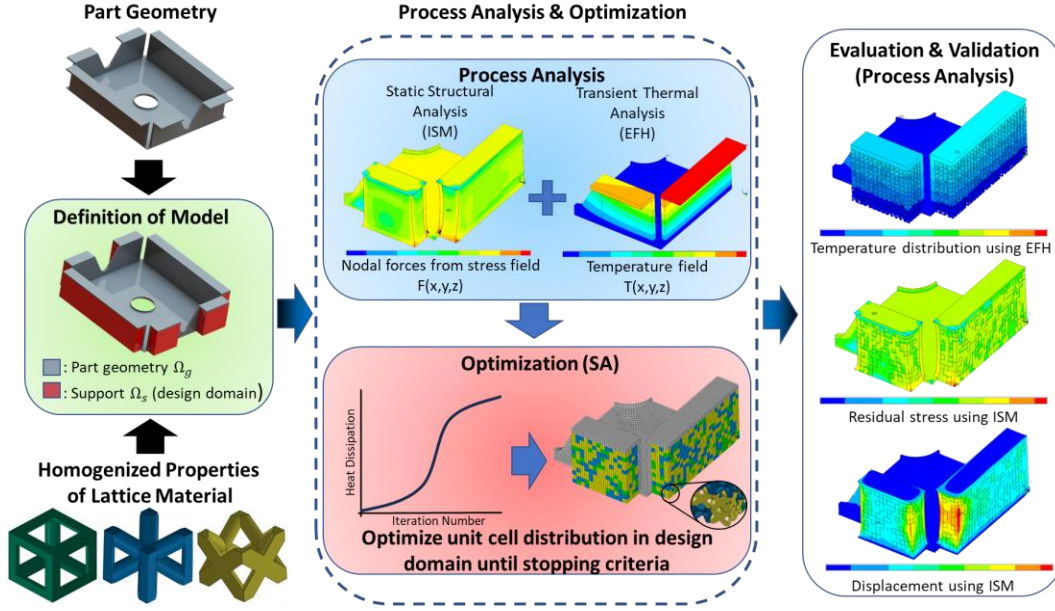 Part Geometry
Definition of Model
: Part geometry Ω𝑔
: Support Ω𝑠 (design domain)
Homogenized Properties
of Lattice Material
Process Analysis & Optimization
Process Analysis
Static Structural
Analysis
(ISM)
Transient Thermal
Analysis
(EFH)
Nodal forces from stress field
F(x,y,z)
Temperature field
T(x,y,z)
Optimization (SA)
Heat Dissipation
Iteration Number
Optimize unit cell distribution in design
domain until stopping criteria
Evaluation & Validation
(Process Analysis)
Temperature distribution using EFH
Residual stress using ISM
Displacement using ISM